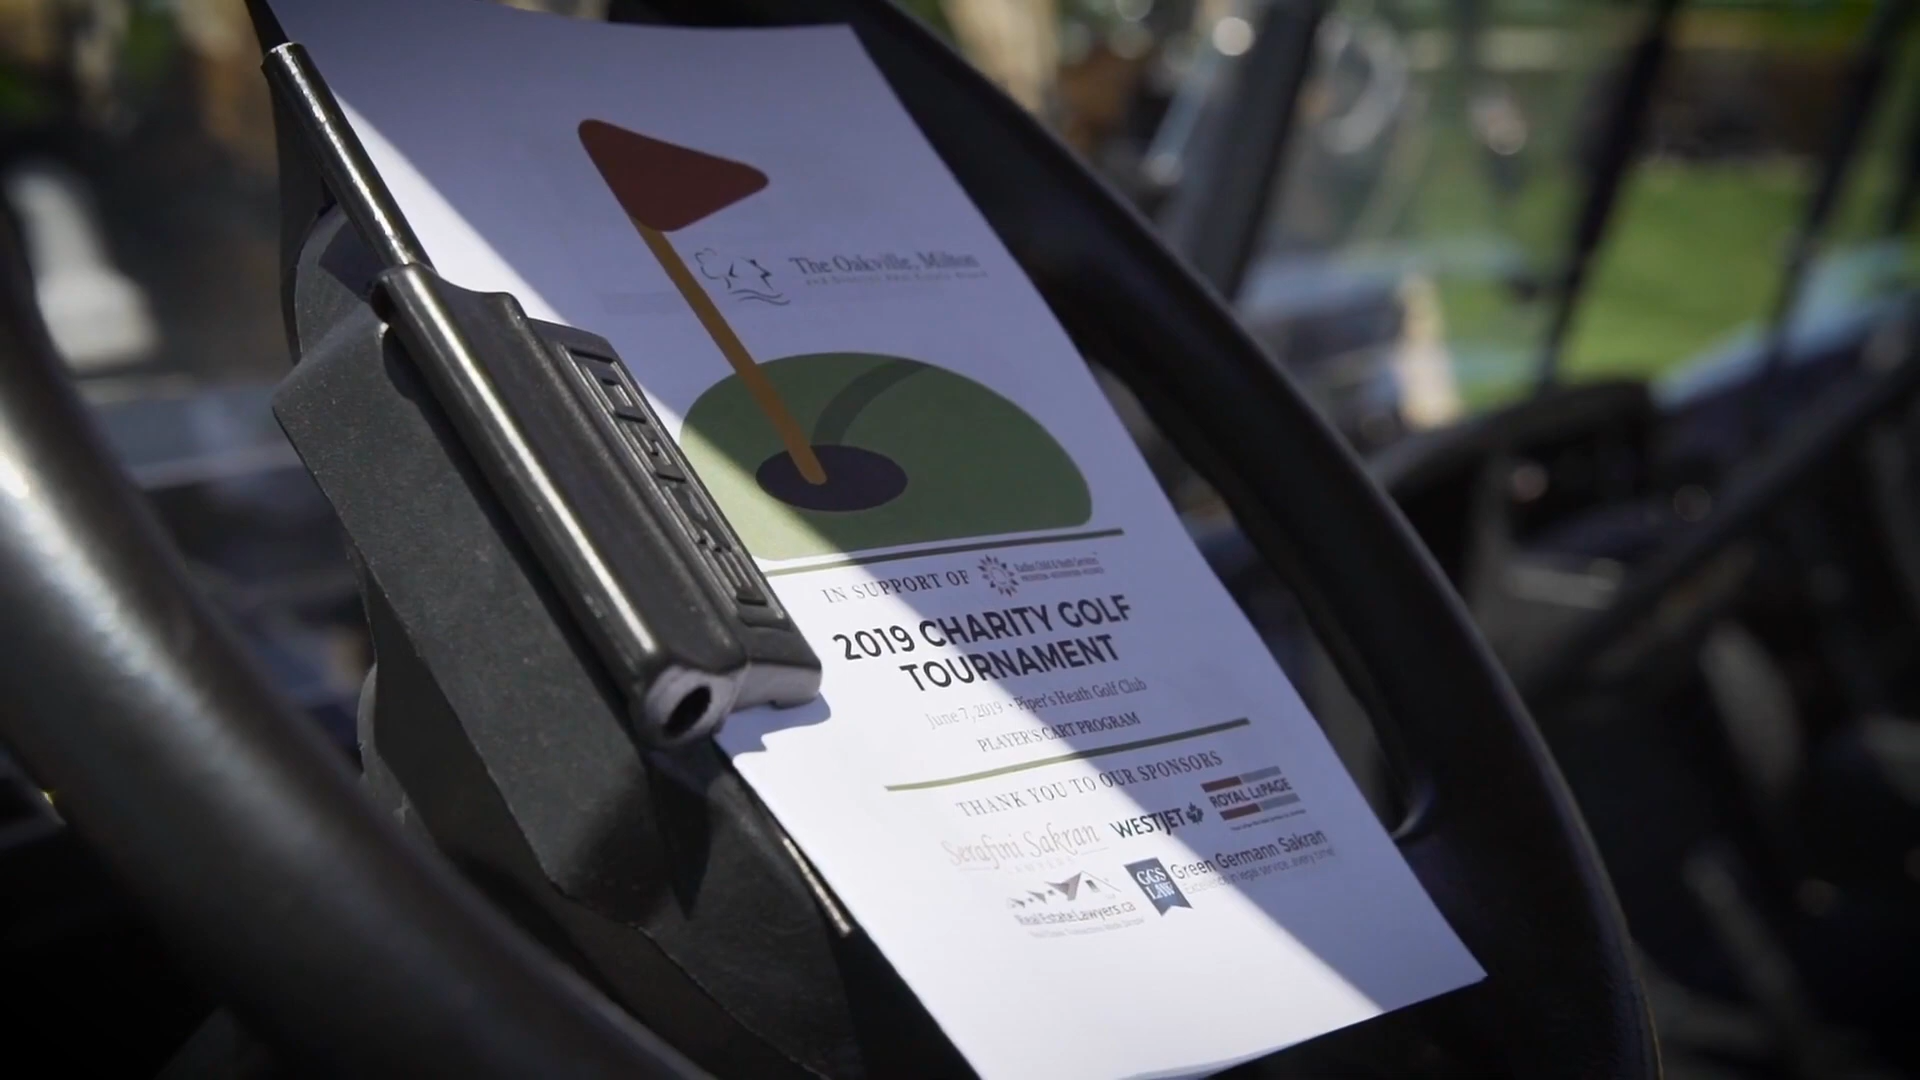 The Oakville, Milton
IN SUPPORT OF
2019 CHARITY GOLF
TOURNAMENT
June 7, 2019 • Piper's Heath Golf Club
PLAYER'S CART PROGRAM
THANK YOU TO OUR SPONSORS
Serafini Sakran
WESTJET
ROYAL LEPAGE
RealEstateLawyers.ca
GGS
LAW
Green Germann Sakran